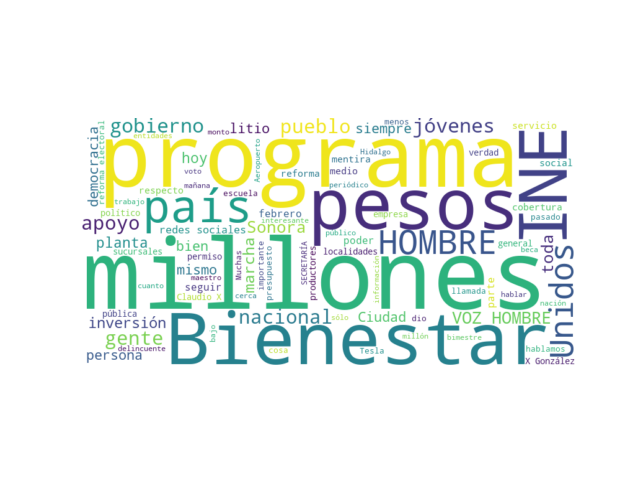 gobierno litio pueblo siempre jóvenes servicio
menos
monto
entidades
democracia
reforma electoral
programa
hoy
voto
Aeropuerto
Hidalgo
mentira
reforma
medio
verdad
social
INE
mañana
respecto
escuela
periódico
trabajo
país
pesos
político
febrero
interesante
empresa
cobertura
pasado
apoyo
redes sociales
Sonora
público
poder
HOMBRE
general
toda
unidos
planta
sucursales
bien
permiso
marcha
Muchas
importante
presupuesto
SECRETARÍA
productores
localidades
mismo
maestro
seguir
cerca
millones
información
llamada
parte
hablar
nación
beca
cuanto
Claudio X
pública
inversión
nacional
sólo
Ciudad
dio
VOZ HOMBRE
gente
delincuente
persona
Bienestar
bajo
cosa
millón
Tesla
bimestre
hablamos
X González